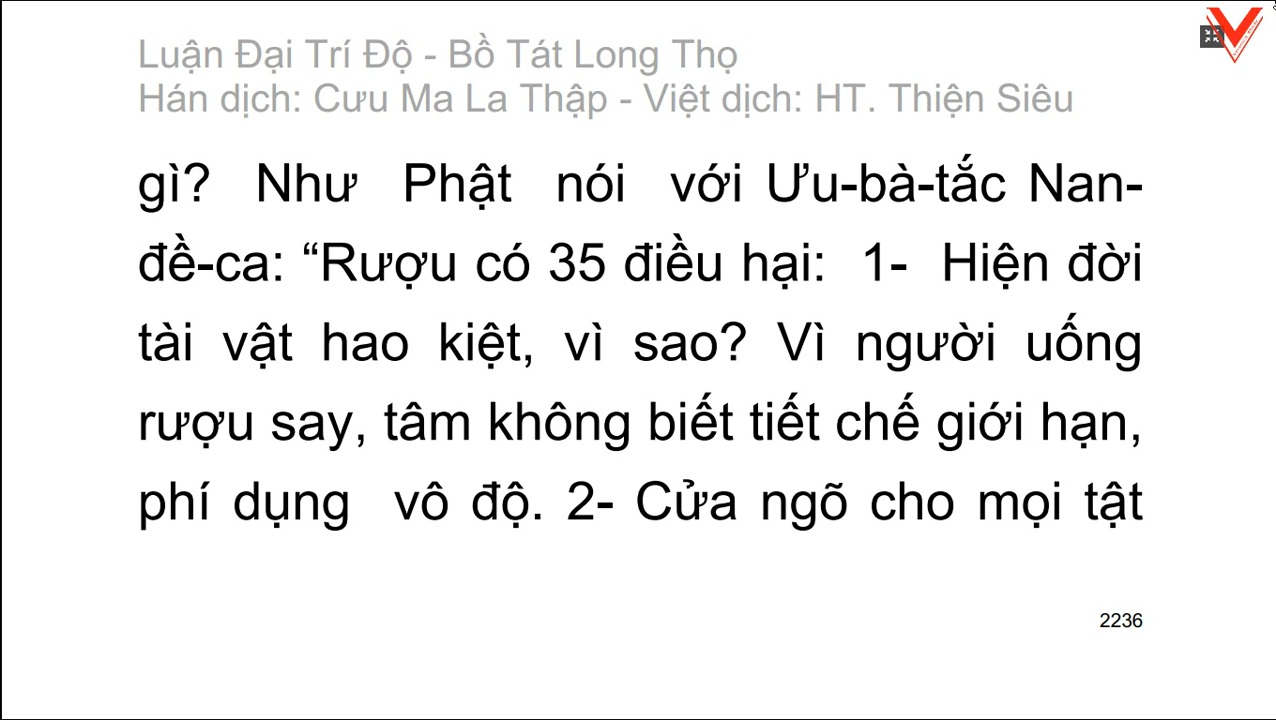 Luận Đại Trí Độ - Bồ Tát Long Thọ
Hán dịch: Cưu Ma La Thập - Việt dịch: HT. Thiện Siêu
gì? Như Phật nói với Ưu-bà-tắc Nan-
đề-ca: “Rượu có 35 điều hại: 1- Hiện đời
tài vật hao kiệt, vì sao? Vì người uống
rượu say, tâm không biết tiết chế giới hạn,
phí dụng vô độ. 2- Cửa ngõ cho mọi tật
2236